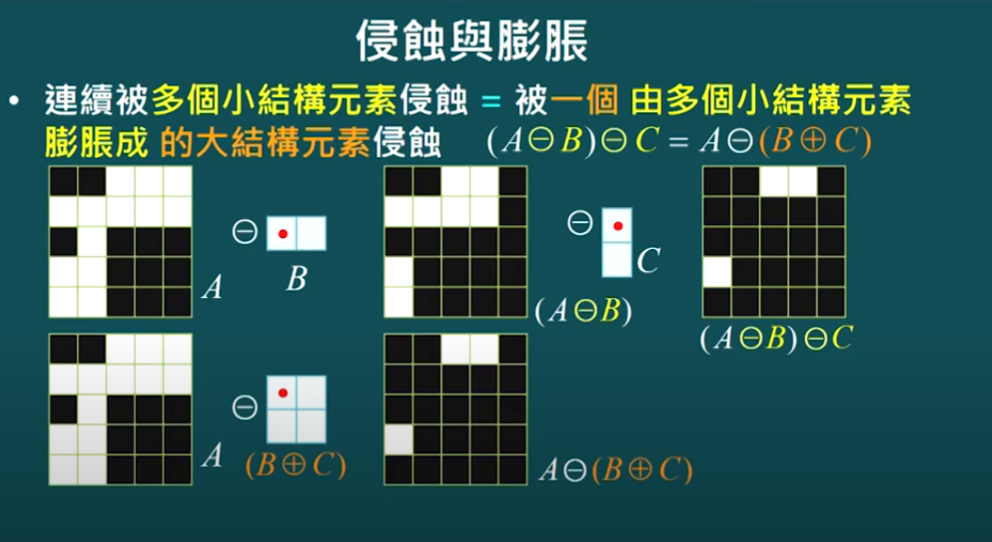 侵蝕與膨脹
• 連續被多個小結構元素侵蝕 = 被一個 由多個小結構元素
膨脹成 的大結構元素侵蝕 (A⊖B)⊖C = A⊖(B⊕C)
⊖
A
B
(A⊖B)
⊖
C
(A⊖B)⊖C
⊖
A
(B⊕C)
A⊖(B⊕C)